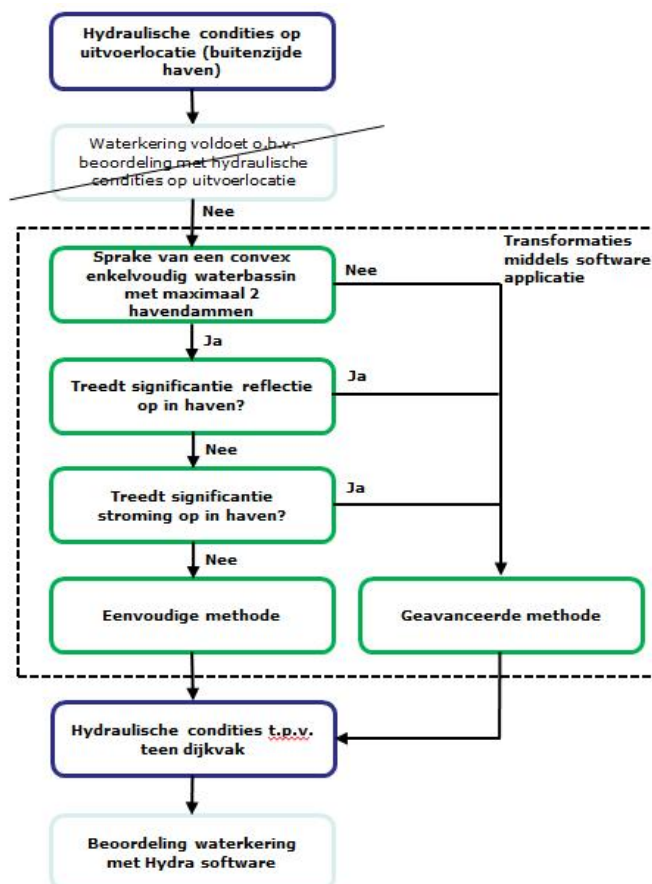 Hydraulische condities op
uitvoerlocatie (buitenzijde
haven)
Waterkering voldoet o.b.v.
beoordeling met hydraulische
condities op uitvoerlocatie
Nee
Transformaties
middels software
applicatie
Sprake van een convex
enkelvoudig waterbassin
met maximaal 2
havendammen
Nee
Ja
Treedt significantie reflectie
op in haven?
Ja
Nee
Treedt significantie
stroming op in haven?
Ja
Nee
Eenvoudige methode
Geavanceerde methode
Hydraulische condities t.p.v.
teen dijkvak
Beoordeling waterkering
met Hydra software